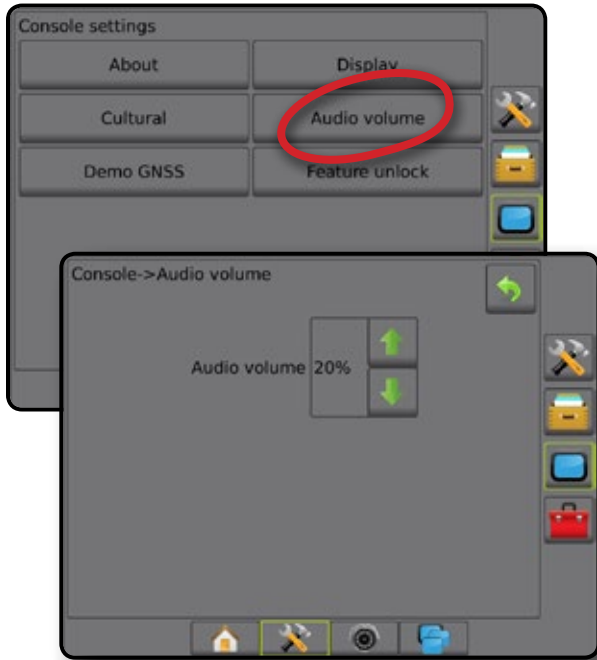 Console settings
About Display
Cultural Audio volume
Demo GNSS Feature unlock
Console->Audio volume
Audio volume 20%